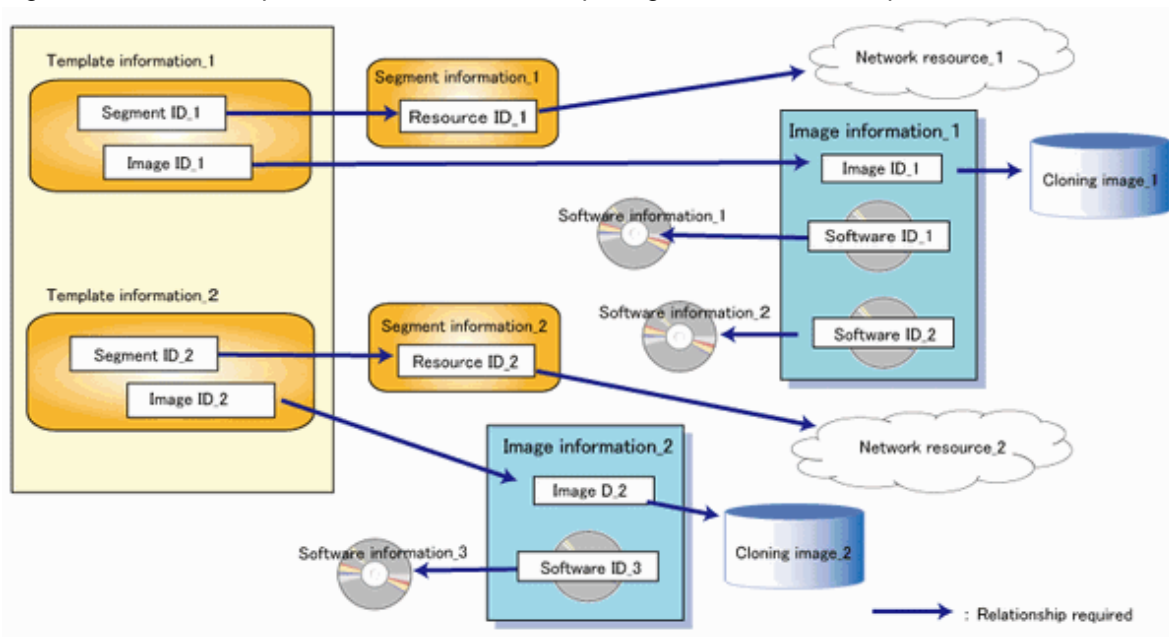 Template information_1
Segment ID_1
Image ID_1
Segment information_1
Resource ID_1
Network resource_1
Image information_1
Image ID_1
Cloning image_1
Software information_1
Software ID_1
Software information_2
Software ID_2
Template information_2
Segment ID_2
Image ID_2
Segment information_2
Resource ID_2
Network resource_2
Image information_2
Image D_2
Cloning image_2
Software information_3
Software ID_3
: Relationship required